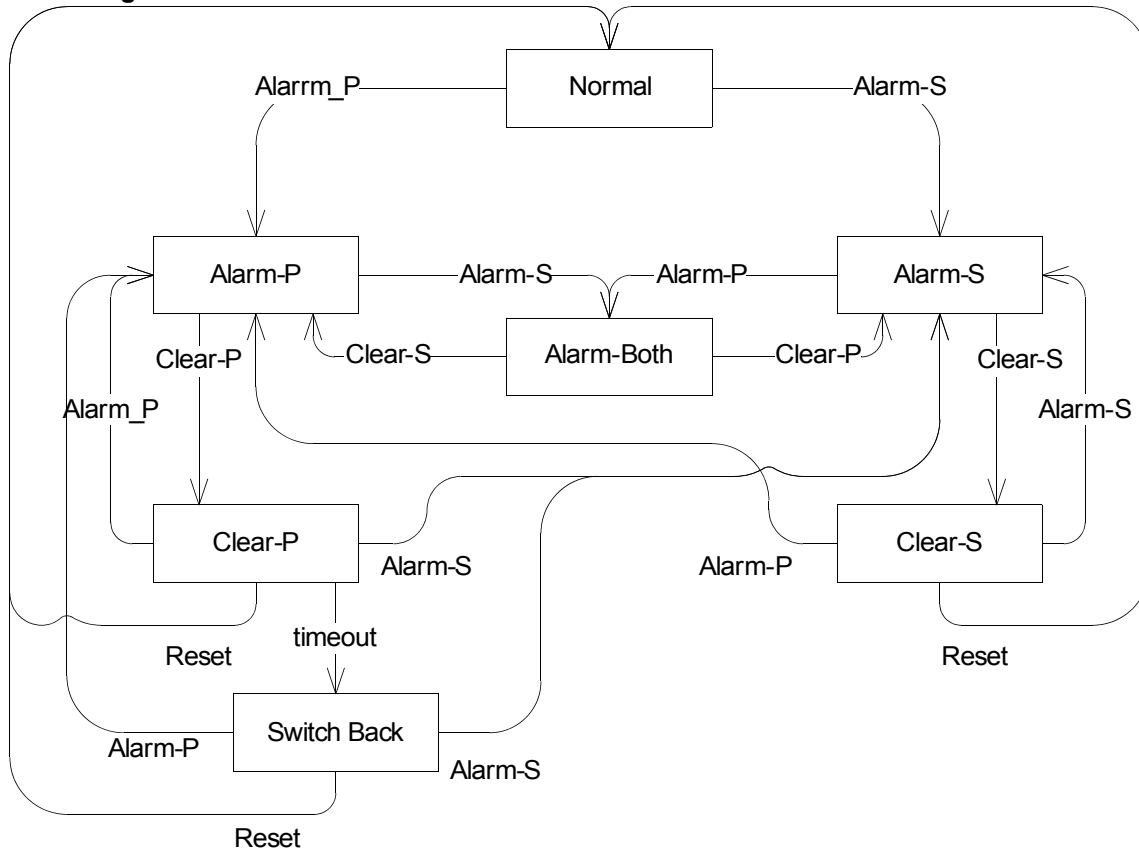 Normal
Alarrm_P
Alarm-S
Alarm-P
Alarm-S
Alarm-P
Alarm-S
Clear-P
Clear-S
Alarm-Both
Clear-P
Clear-S
Alarm_P
Alarm-S
Clear-P
Clear-S
Alarm-S
Alarm-P
timeout
Reset
Reset
Switch Back
Alarm-P
Alarm-S
Reset